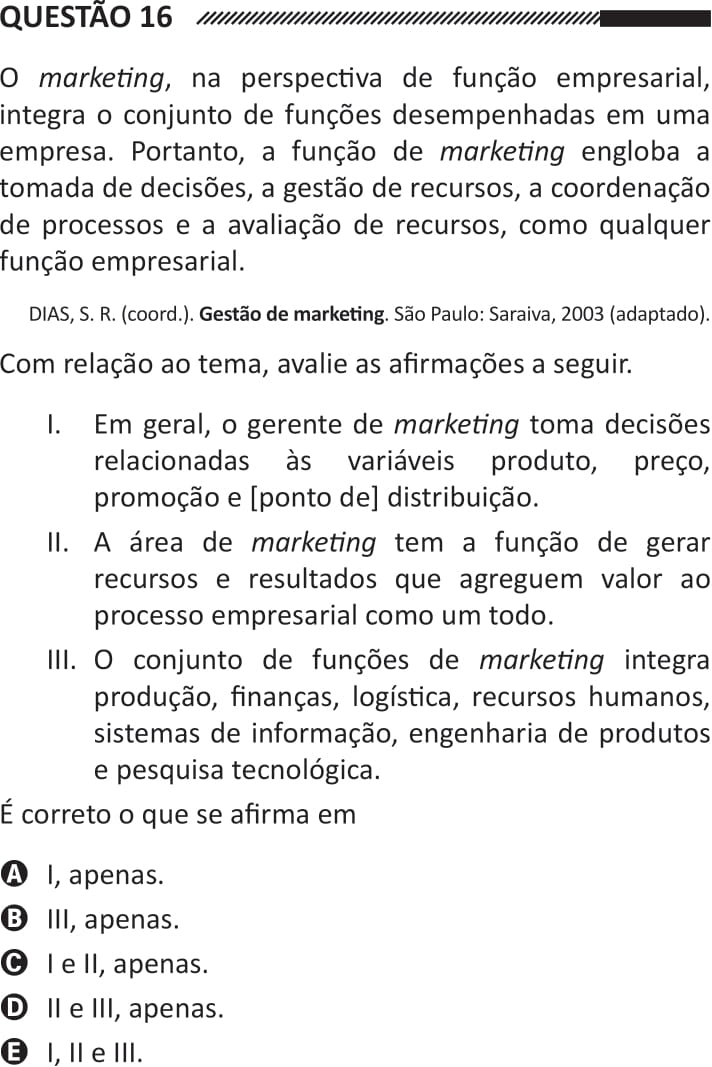 QUESTÃO 16
O marketing, na perspectiva de função empresarial,
integra o conjunto de funções desempenhadas em uma
empresa. Portanto, a função de marketing engloba a
tomada de decisões, a gestão de recursos, a coordenação
de processos e a avaliação de recursos, como qualquer
função empresarial.
DIAS, S. R. (coord.). Gestão de marketing. São Paulo: Saraiva, 2003 (adaptado).
Com relação ao tema, avalie as afirmações a seguir.
I. Em geral, o gerente de marketing toma decisões
relacionadas às variáveis produto, preço,
promoção e [ponto de] distribuição.
II. A área de marketing tem a função de gerar
recursos e resultados que agreguem valor ao
processo empresarial como um todo.
III. O conjunto de funções de marketing integra
produção, finanças, logística, recursos humanos,
sistemas de informação, engenharia de produtos
e pesquisa tecnológica.
É correto o que se afirma em
A I, apenas.
B III, apenas.
C I e II, apenas.
D II e III, apenas.
E I, II e III.